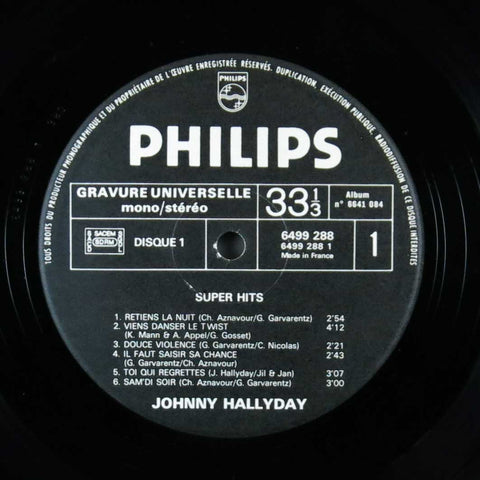 TOUS DROITS DU PRODUCTEUR PHONOGRAPHIQUE ET DU PROPRIÉTAIRE DE L'ŒUVRE ENREGISTRÉE RÉSERVÉS. DUPLICATION, EXÉCUTION PUBLIQUE, RADIODIFFUSION DE CE DISQUE INTERDITES
PHILIPS
PHILIPS
GRAVURE UNIVERSELLE
mono/stéréo
33 1/3
Album
n° 6641 084
SACEM
BIEM
DISQUE 1
6499 288
6499 288 1
Made in France
1
SUPER HITS
1. RETIENS LA NUIT (Ch. Aznavour/G. Garvarentz) 2'54
2. VIENS DANSER LE TWIST 4'12
(K. Mann & A. Appel/G. Gosset)
3. DOUCE VIOLENCE (G. Garvarentz/C. Nicolas) 2'21
4. IL FAUT SAISIR SA CHANCE 2'43
(G. Garvarentz/Ch. Aznavour)
5. TOI QUI REGRETTES (J. Hallyday/Jil & Jan) 3'07
6. SAM'DI SOIR (Ch. Aznavour/G. Garvarentz) 3'00
JOHNNY HALLYDAY